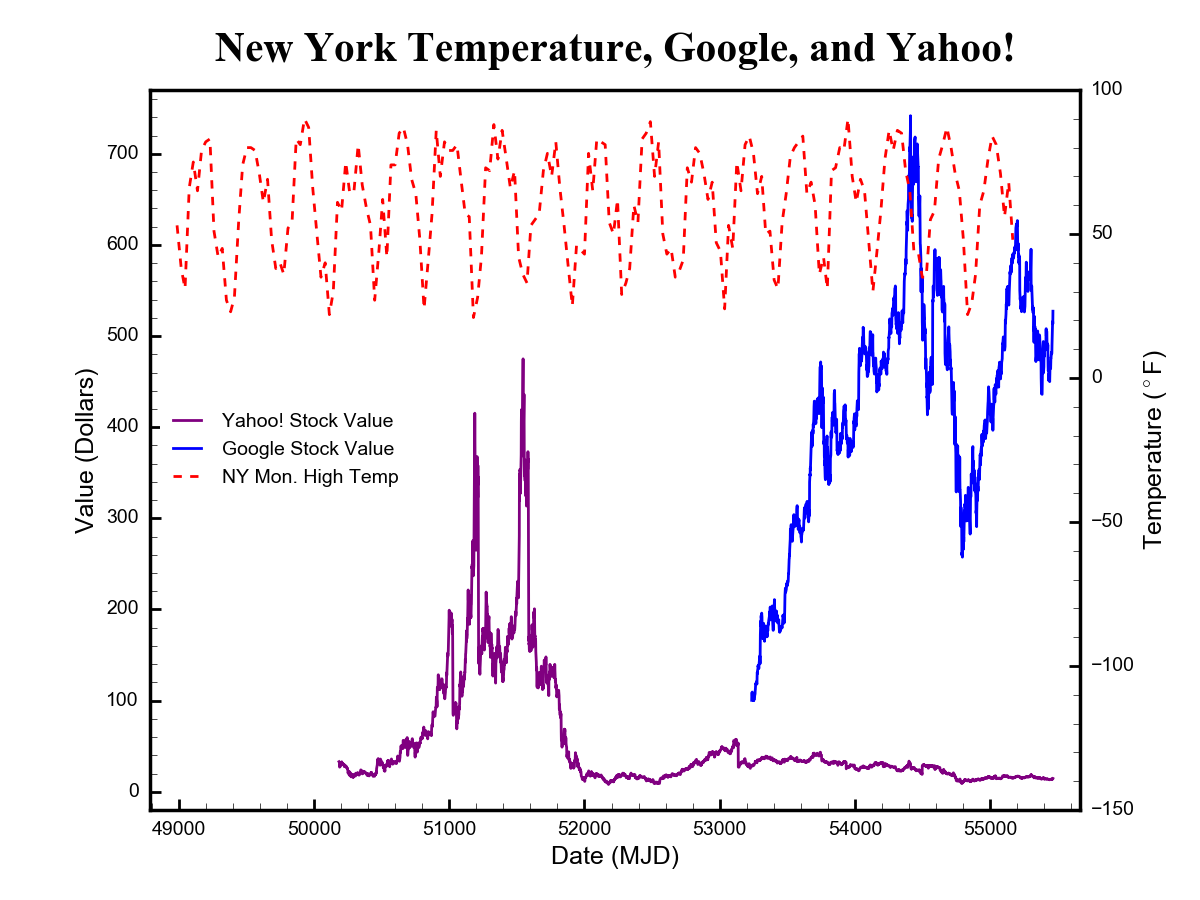 New York Temperature, Google, and Yahoo!
100
700
600
50
500
0
400
Value (Dollars)
Yahoo! Stock Value
Google Stock Value
NY Mon. High Temp
Temperature (°F)
300
−50
200
−100
100
0
−150
49000 50000 51000 52000 53000 54000 55000
Date (MJD)